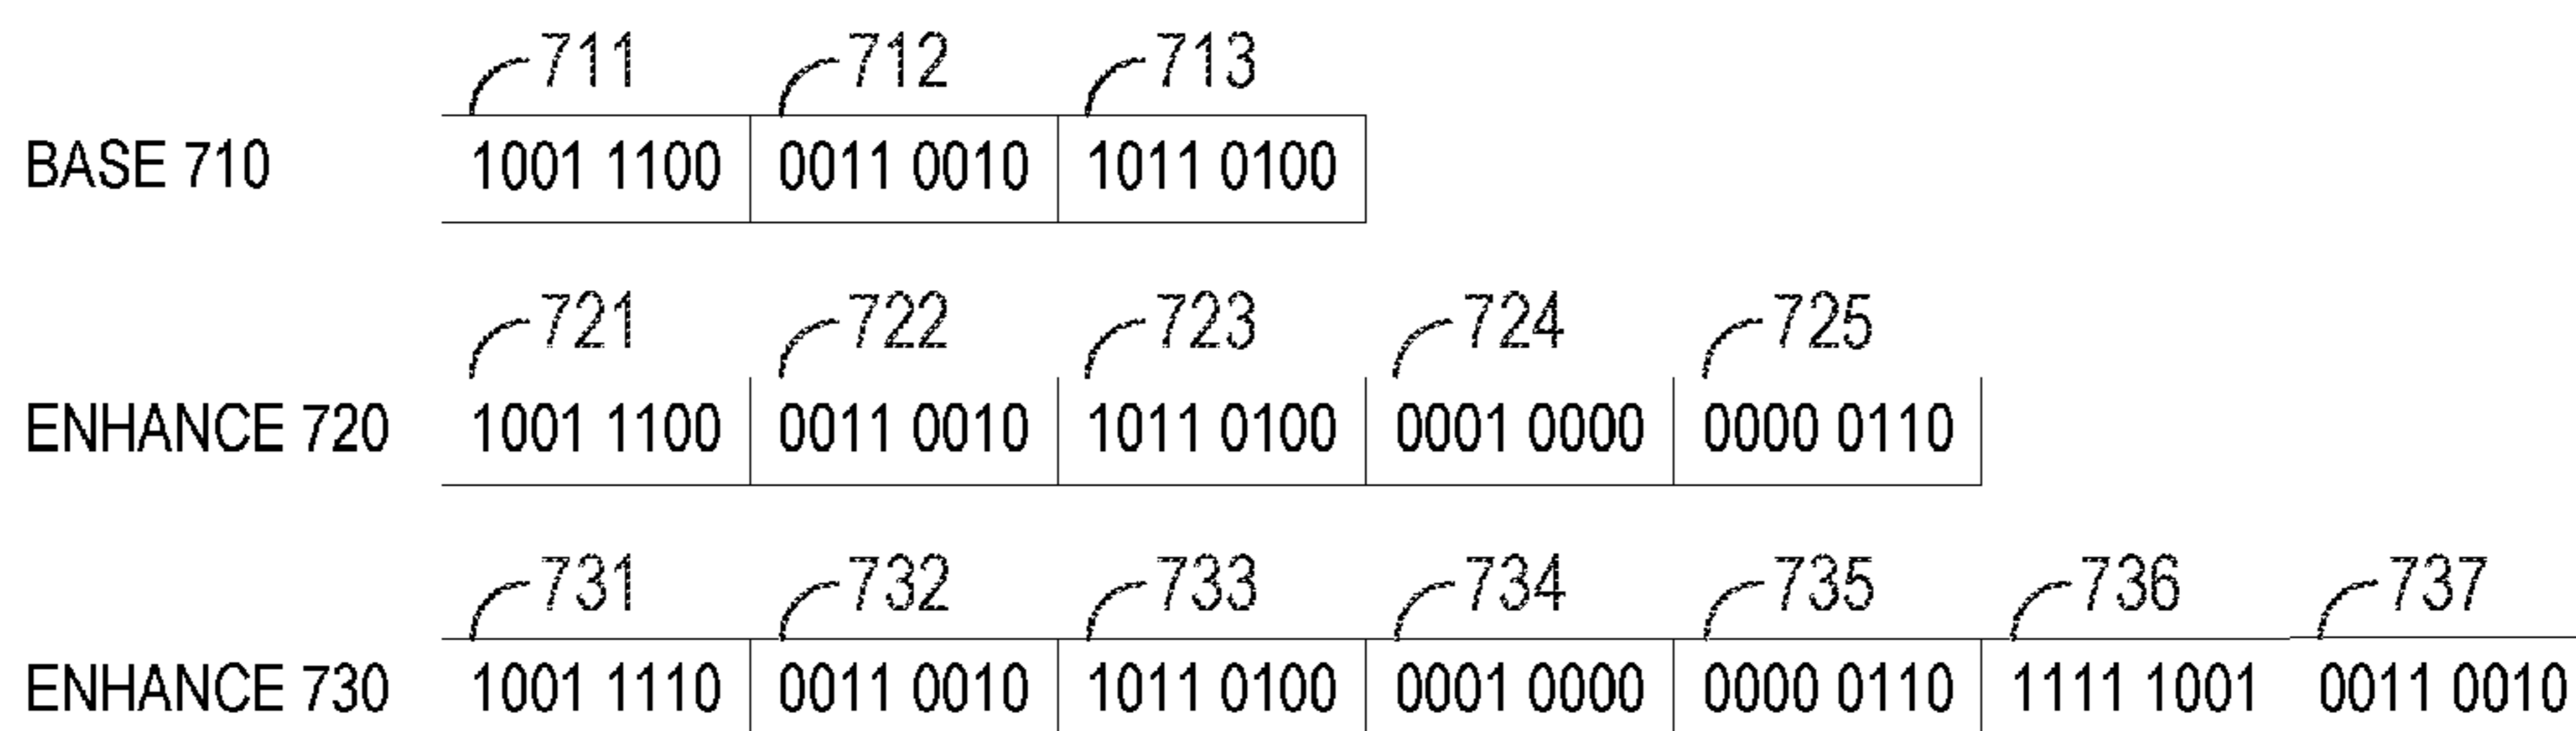 711 712 713
BASE 710 1001 1100 0011 0010 1011 0100
721 722 723 724 725
ENHANCE 720 1001 1100 0011 0010 1011 0100 0001 0000 0000 0110
731 732 733 734 735 736 737
ENHANCE 730 1001 1110 0011 0010 1011 0100 0001 0000 0000 0110 1111 1001 0011 0010